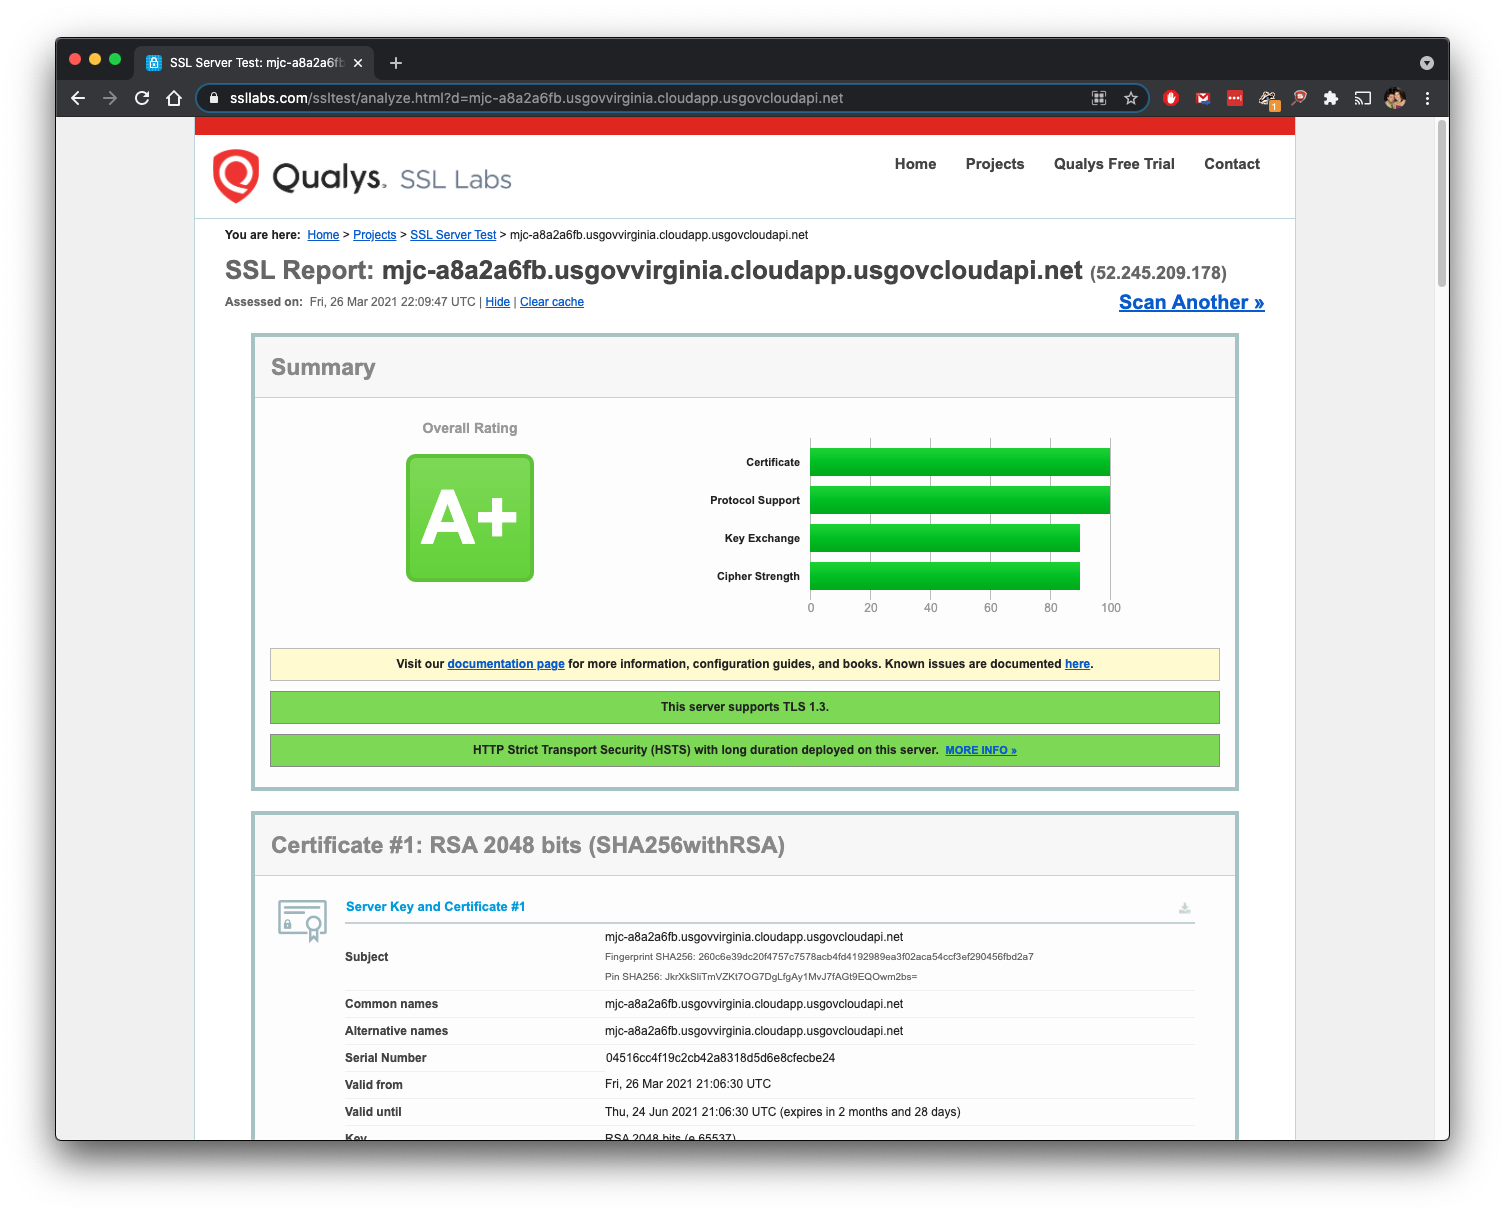 SSL Server Test: mjc-a8a2a6fb
ssllabs.com/ssltest/analyze.html?d=mjc-a8a2a6fb.usgovvirginia.cloudapp.usgovcloudapi.net
1
Qualys. SSL Labs
Home Projects Qualys Free Trial Contact
You are here: Home > Projects > SSL Server Test > mjc-a8a2a6fb.usgovvirginia.cloudapp.usgovcloudapi.net
SSL Report: mjc-a8a2a6fb.usgovvirginia.cloudapp.usgovcloudapi.net (52.245.209.178)
Assessed on: Fri, 26 Mar 2021 22:09:47 UTC | Hide | Clear cache
Scan Another »
Summary
Overall Rating
A+
Certificate
Protocol Support
Key Exchange
Cipher Strength
0 20 40 60 80 100
Visit our documentation page for more information, configuration guides, and books. Known issues are documented here.
This server supports TLS 1.3.
HTTP Strict Transport Security (HSTS) with long duration deployed on this server. MORE INFO »
Certificate #1: RSA 2048 bits (SHA256withRSA)
Server Key and Certificate #1
Subject
mjc-a8a2a6fb.usgovvirginia.cloudapp.usgovcloudapi.net
Fingerprint SHA256: 260c6e39dc20f4757c7578acb4fd4192989ea3f02aca54ccf3ef290456fbd2a7
Pin SHA256: JkrXkSliTmVZKt7OG7DgLfgAy1MvJ7fAGt9EQOwm2bs=
Common names mjc-a8a2a6fb.usgovvirginia.cloudapp.usgovcloudapi.net
Alternative names mjc-a8a2a6fb.usgovvirginia.cloudapp.usgovcloudapi.net
Serial Number 04516cc4f19c2cb42a8318d5d6e8cfecbe24
Valid from Fri, 26 Mar 2021 21:06:30 UTC
Valid until Thu, 24 Jun 2021 21:06:30 UTC (expires in 2 months and 28 days)
Key RSA 2048 bits (e 65537)